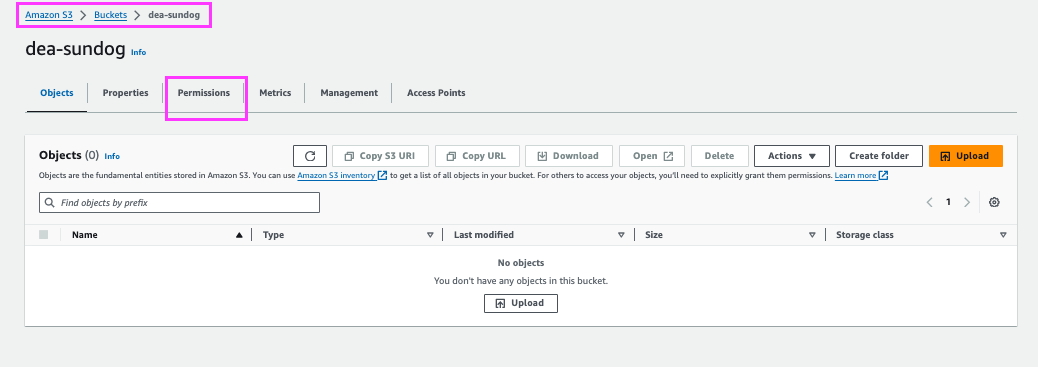 Amazon S3 > Buckets > dea-sundog
dea-sundog Info
Objects Properties Permissions Metrics Management Access Points
Objects (0) Info Copy S3 URI Copy URL Download Open Delete Actions Create folder Upload
Objects are the fundamental entities stored in Amazon S3. You can use Amazon S3 inventory to get a list of all objects in your bucket. For others to access your objects, you'll need to explicitly grant them permissions. Learn more
Find objects by prefix 1
Name Type Last modified Size Storage class
No objects
You don't have any objects in this bucket.
Upload